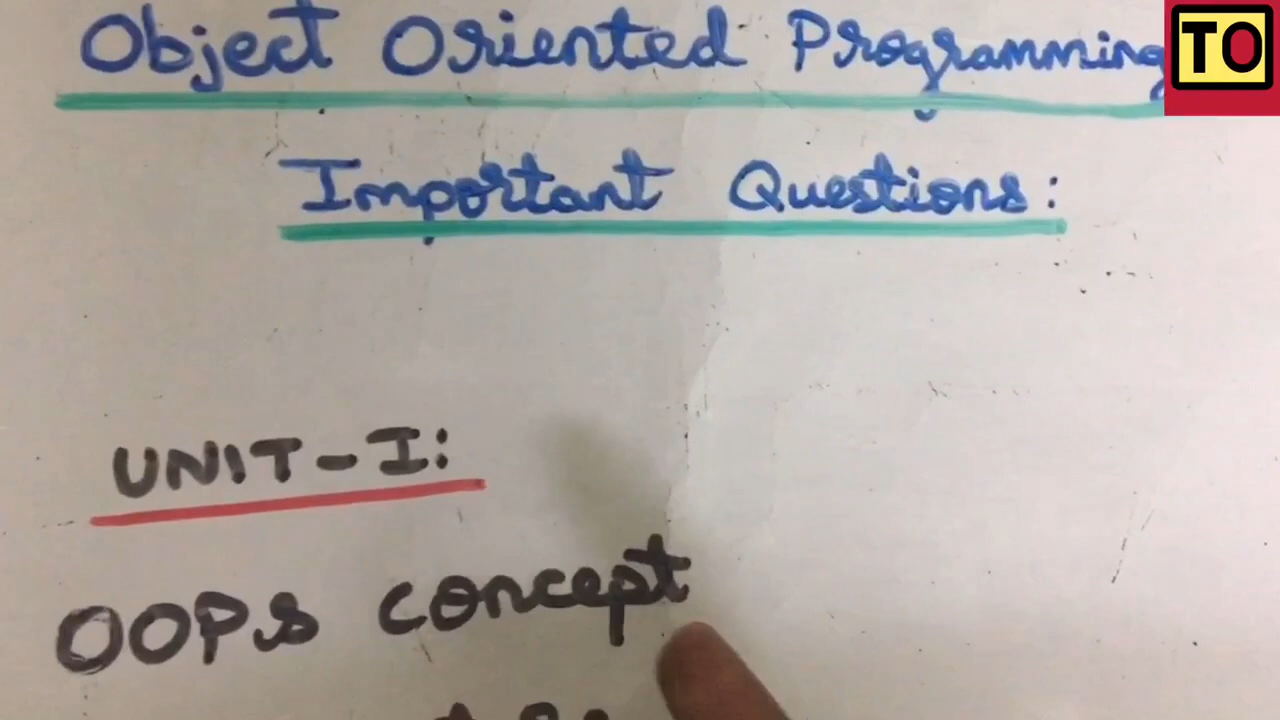 Object Oriented Programming
TO
Important Questions:
UNIT-I:
OOPs concept